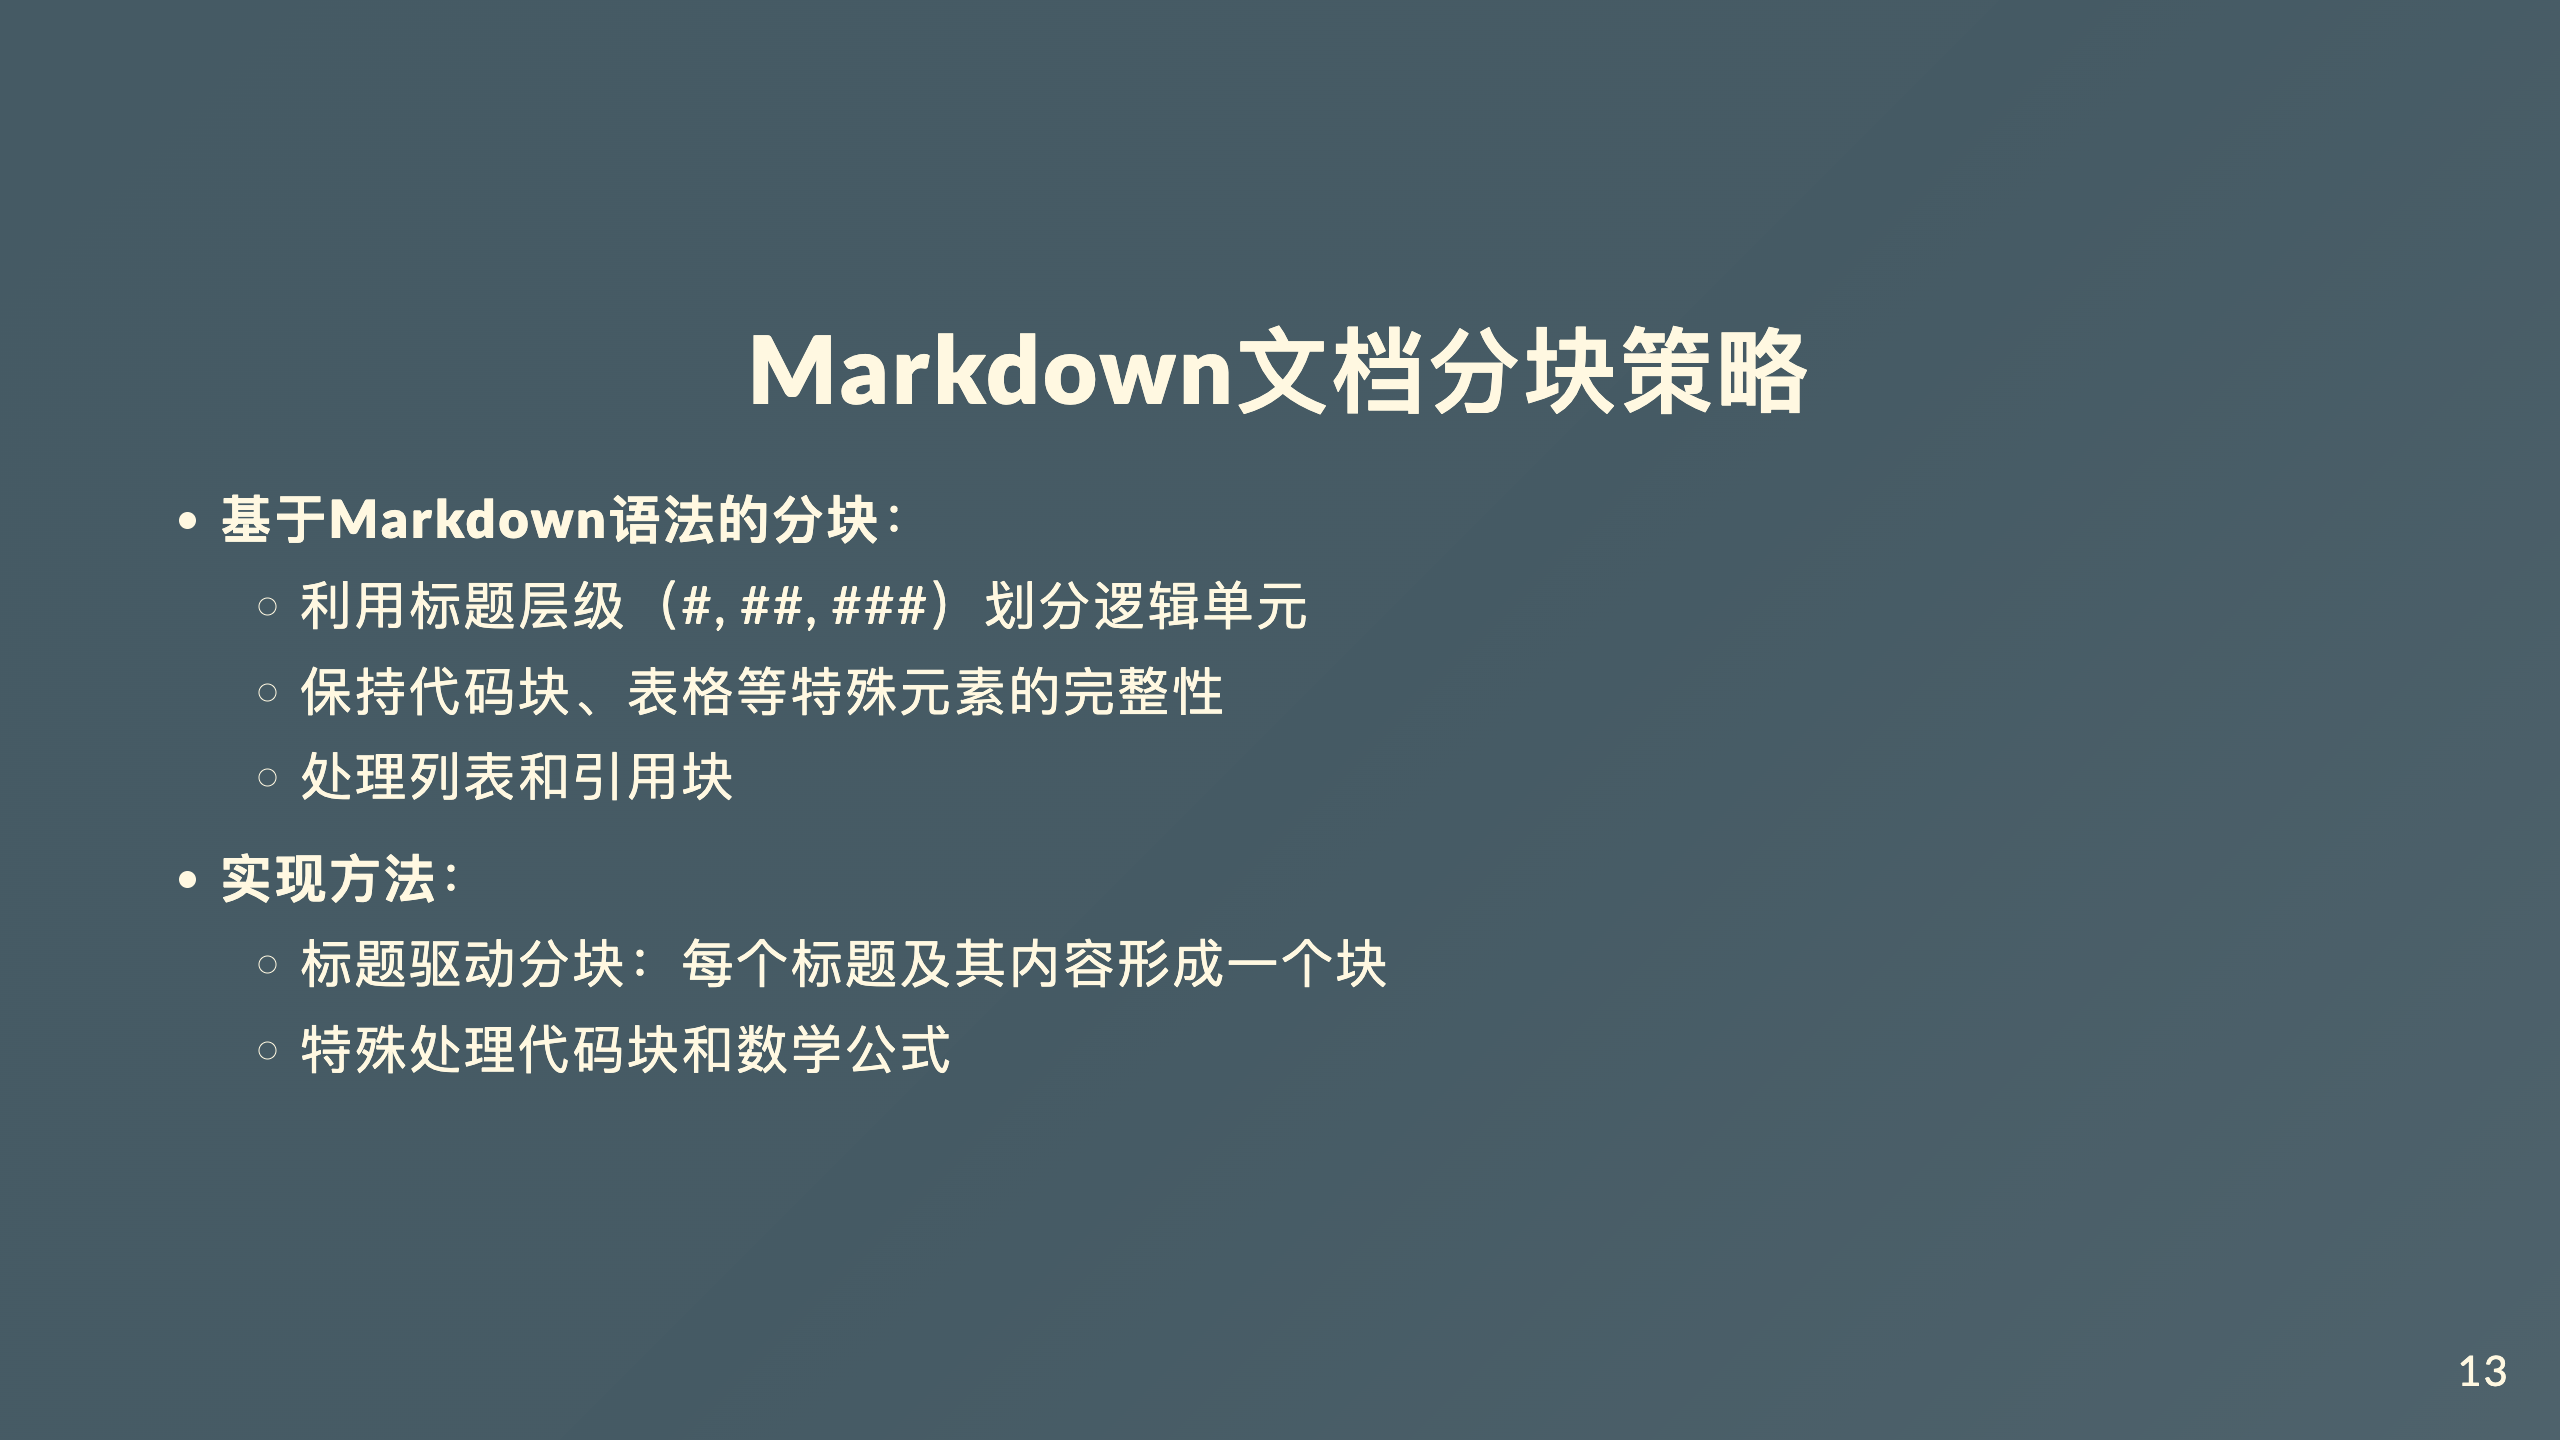 Markdown文档分块策略
基于Markdown语法的分块：
利用标题层级（#, ##, ###）划分逻辑单元
保持代码块、表格等特殊元素的完整性
处理列表和引用块
实现方法：
标题驱动分块：每个标题及其内容形成一个块
特殊处理代码块和数学公式
13